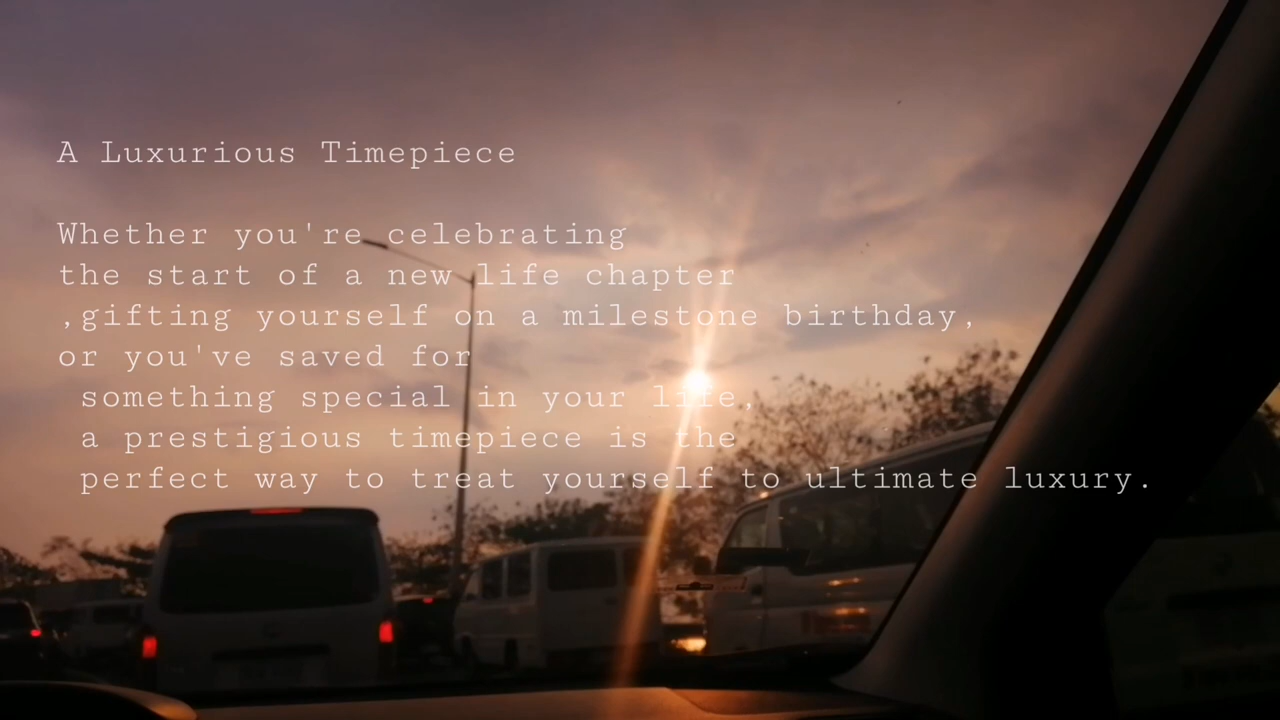 A Luxurious Timepiece
Whether you're celebrating
the start of a new life chapter
,gifting yourself on a milestone birthday,
or you've saved for
something special in your life,
a prestigious timepiece is the
perfect way to treat yourself to ultimate luxury.